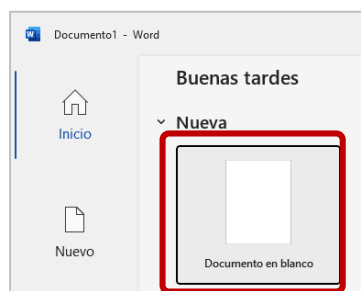 Documento1 - Word
Buenas tardes
Inicio
Nueva
Nuevo
Documento en blanco